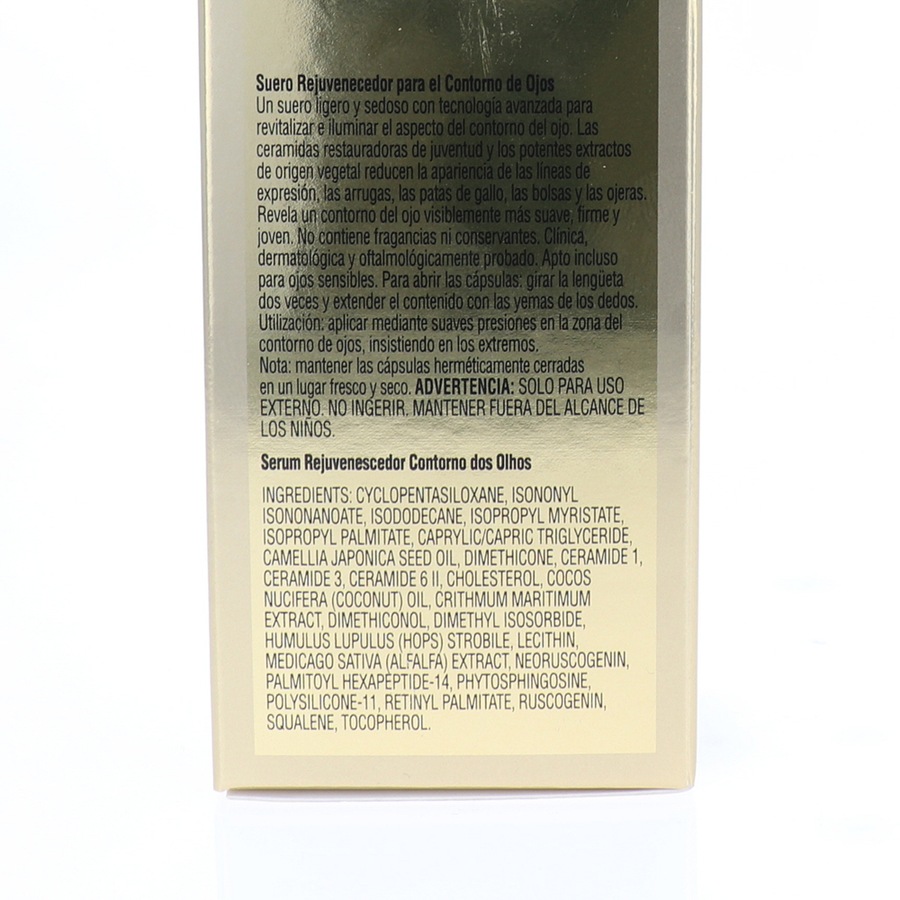 Suero Rejuvenecedor para el Contorno de Ojos
Un suero ligero y sedoso con tecnología avanzada para
revitalizar e iluminar el aspecto del contorno del ojo. Las
ceramidas restauradoras de juventud y los potentes extractos
de origen vegetal reducen la apariencia de las líneas de
expresión, las arrugas, las patas de gallo, las bolsas y las ojeras.
Revela un contorno del ojo visiblemente más suave, firme y
joven. No contiene fragancias ni conservantes. Clínica,
dermatológica y oftalmológicamente probado. Apto incluso
para ojos sensibles. Para abrir las cápsulas: girar la lengüeta
dos veces y extender el contenido con las yemas de los dedos.
Utilización: aplicar mediante suaves presiones en la zona del
contorno de ojos, insistiendo en los extremos.
Nota: mantener las cápsulas herméticamente cerradas
en un lugar fresco y seco. ADVERTENCIA: SOLO PARA USO
EXTERNO. NO INGERIR. MANTENER FUERA DEL ALCANCE DE
LOS NIÑOS.
Serum Rejuvenescedor Contorno dos Olhos
INGREDIENTS: CYCLOPENTASILOXANE, ISONONYL
ISONONANOATE, ISODODECANE, ISOPROPYL MYRISTATE,
ISOPROPYL PALMITATE, CAPRYLIC/CAPRIC TRIGLYCERIDE,
CAMELLIA JAPONICA SEED OIL, DIMETHICONE, CERAMIDE 1,
CERAMIDE 3, CERAMIDE 6 II, CHOLESTEROL, COCOS
NUCIFERA (COCONUT) OIL, CRITHMUM MARITIMUM
EXTRACT, DIMETHICONOL, DIMETHYL ISOSORBIDE,
HUMULUS LUPULUS (HOPS) STROBILE, LECITHIN,
MEDICAGO SATIVA (ALFALFA) EXTRACT, NEORUSCOGENIN,
PALMITOYL HEXAPEPTIDE-14, PHYTOSPHINGOSINE,
POLYSILICONE-11, RETINYL PALMITATE, RUSCOGENIN,
SQUALENE, TOCOPHEROL.